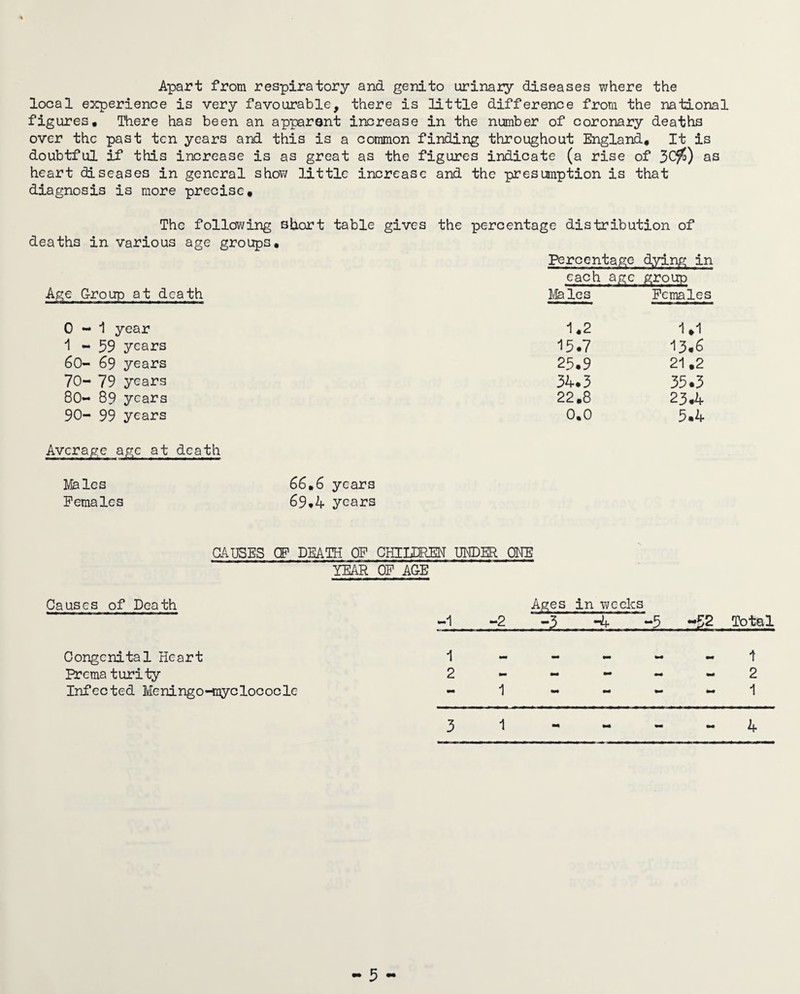 Apart from respiratory and genito urinary diseases where the
local experience is very favourable, there is little difference from the national
figures. There has been an apparent increase in the number of coronary deaths
over the past ten years and this is a common finding throughout England. It is
doubtful if this increase is as great as the figures indicate (a rise of 30%) as
heart diseases in general show little increase and the presumption is that
diagnosis is more precise.
The following short table gives the percentage distribution of
deaths in various age groups.
Percentage dying in
each age group
Age Group at death Males Females
0 - 1 year 1.2 1.1
1 - 59 years 15.7 13.6
60- 69 years 25.9 21.2
70- 79 years 34.3 35.3
80- 89 years 22.8 23.4
90- 99 years 0.0 5.4
Average age at death
Males 66.6 years
Females 69.4 years
CAUSES OF DEATH OF CHILDREN UNDER ONE
YEAR OF AGE
Causes of Death Ages in weeks
-1 -2 -3 -4 -5 -52 Total
Congenital Heart 1 - - - - - 1
Prematurity 2 - - - - - 2
Infected Meningo-myclococle - 1 - - - - 1
3 1 - - - - 4
- 5 -